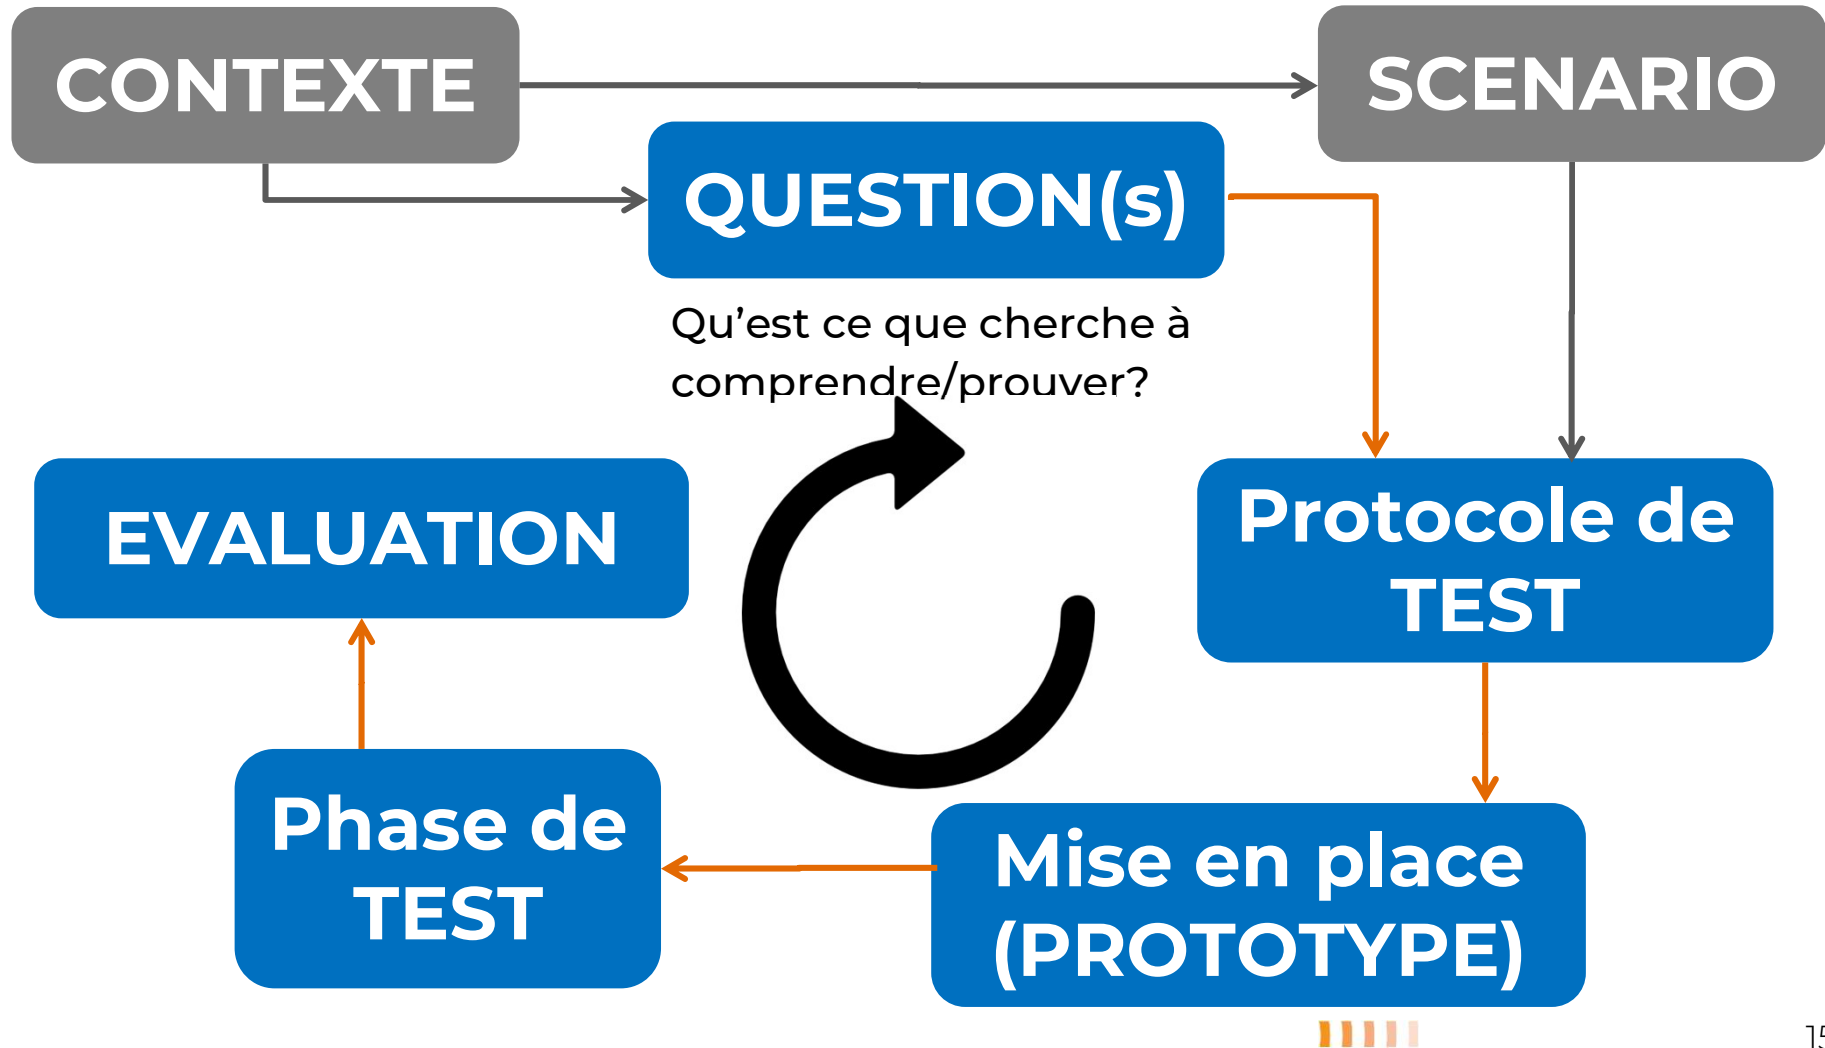 CONTEXTE
SCENARIO
QUESTION(s)
Qu’est ce que cherche à
comprendre/prouver?
EVALUATION
Protocole de
TEST
Phase de
TEST
Mise en place
(PROTOTYPE)
15